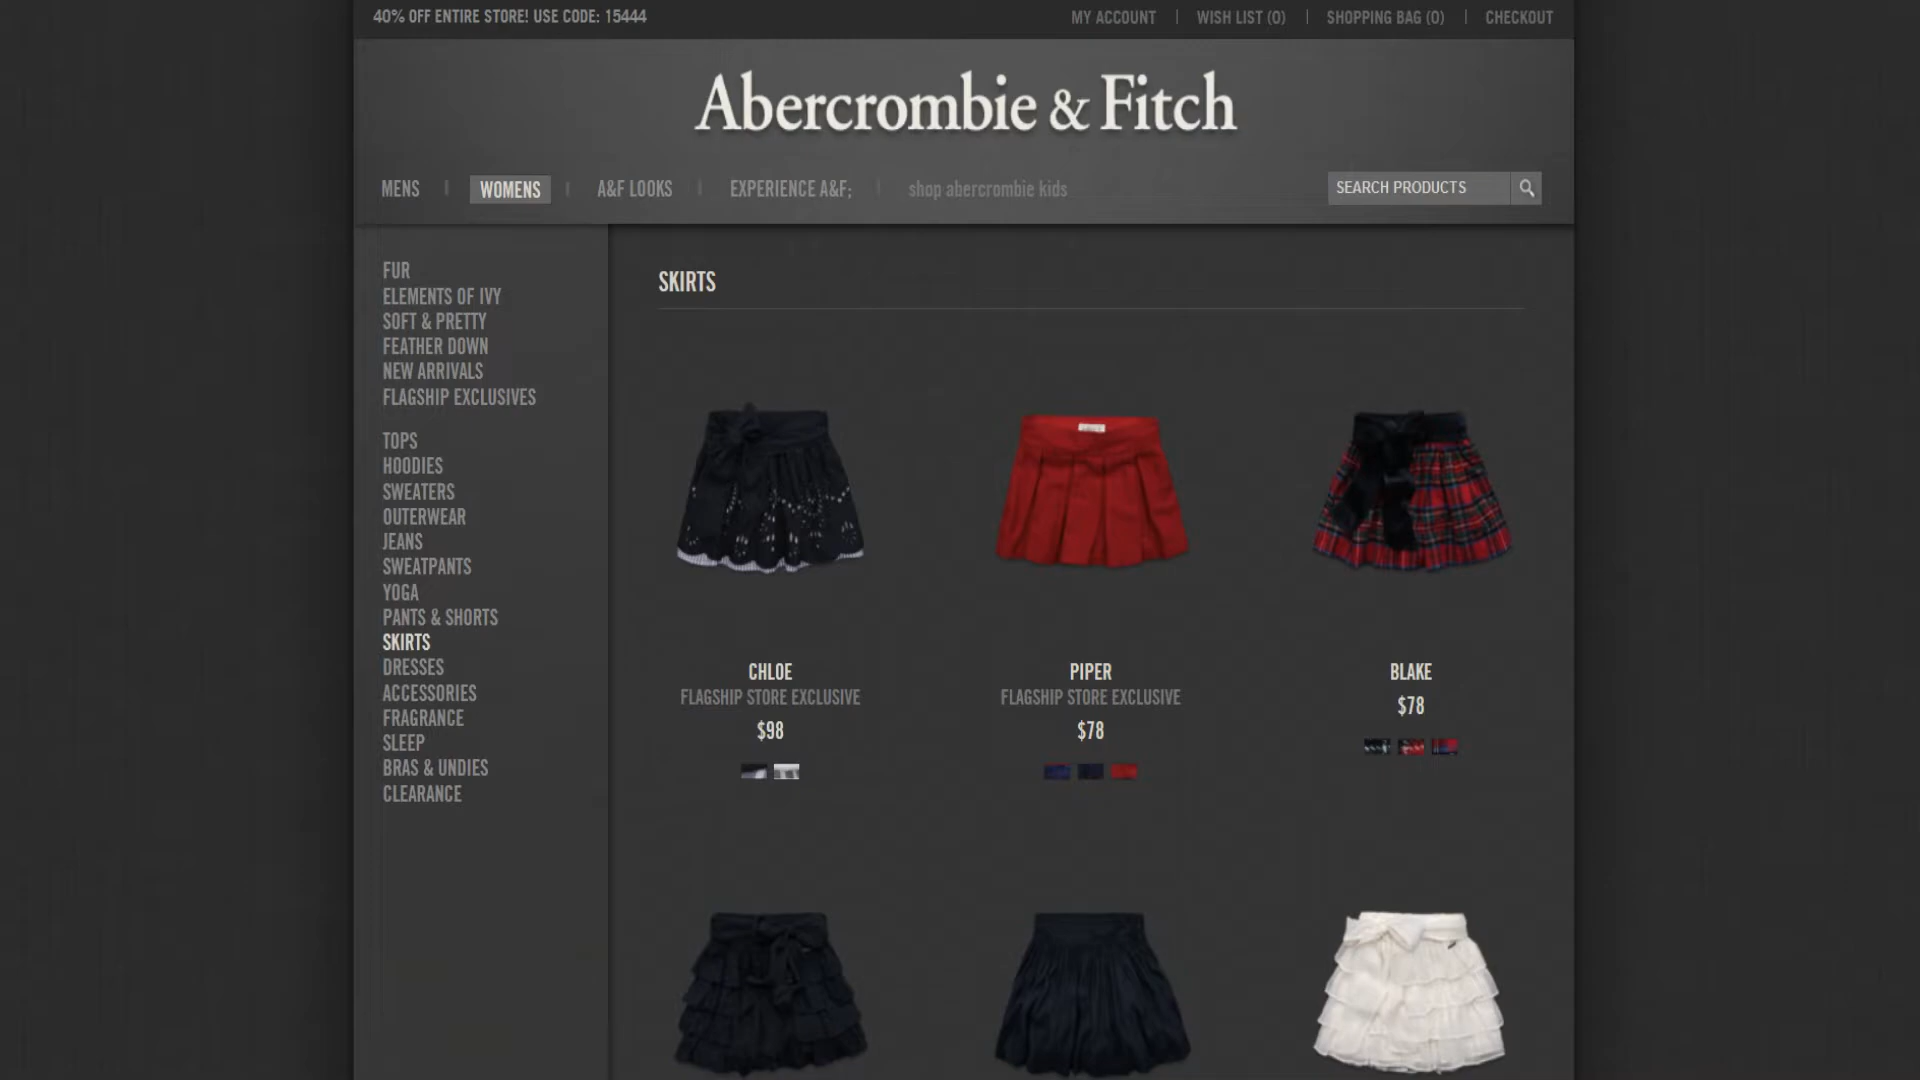 40% OFF ENTIRE STORE! USE CODE: 15444
MY ACCOUNT | WISH LIST (0) | SHOPPING BAG (0) | CHECKOUT
Abercrombie & Fitch
MENS | WOMENS | A&F LOOKS | EXPERIENCE A&F; | shop abercrombie kids
SEARCH PRODUCTS
FUR
ELEMENTS OF IVY
SOFT & PRETTY
FEATHER DOWN
NEW ARRIVALS
FLAGSHIP EXCLUSIVES
TOPS
HOODIES
SWEATERS
OUTERWEAR
JEANS
SWEATPANTS
YOGA
PANTS & SHORTS
SKIRTS
DRESSES
ACCESSORIES
FRAGRANCE
SLEEP
BRAS & UNDIES
CLEARANCE
SKIRTS
CHLOE
FLAGSHIP STORE EXCLUSIVE
$98
PIPER
FLAGSHIP STORE EXCLUSIVE
$78
BLAKE
$78